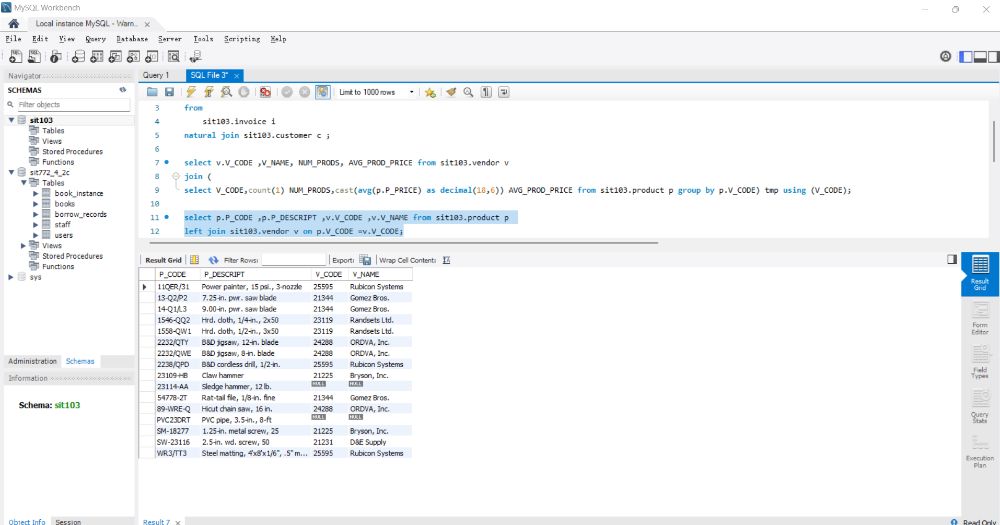 MySQL Workbench
Local instance MySQL - Warn...
File Edit View Query Database Server Tools Scripting Help
Navigator
SCHEMAS
Filter objects
sit103
Tables
Views
Stored Procedures
Functions
sit772_4_2c
Tables
book_instance
books
borrow_records
staff
users
Views
Stored Procedures
Functions
sys
Administration Schemas
Information
Schema: sit103
Object Info Session
Query 1 SQL File 3*
Limit to 1000 rows
3 from
4 sit103.invoice i
5 natural join sit103.customer c ;
6
7 select v.V_CODE ,V_NAME, NUM_PRODS, AVG_PROD_PRICE from sit103.vendor v
8 join (
9 select V_CODE,count(1) NUM_PRODS,cast(avg(p.P_PRICE) as decimal(18,6)) AVG_PROD_PRICE from sit103.product p group by p.V_CODE) tmp using (V_CODE);
10
11 select p.P_CODE ,p.P_DESCRIPT ,v.V_CODE ,v.V_NAME from sit103.product p
12 left join sit103.vendor v on p.V_CODE =v.V_CODE;
Result Grid Filter Rows: Export: Wrap Cell Content:
P_CODE P_DESCRIPT V_CODE V_NAME
11QER/31 Power painter, 15 psi., 3-nozzle 25595 Rubicon Systems
13-Q2/P2 7.25-in. pwr. saw blade 21344 Gomez Bros.
14-Q1/L3 9.00-in. pwr. saw blade 21344 Gomez Bros.
1546-QQ2 Hrd. cloth, 1/4-in., 2x50 23119 Randsets Ltd.
1558-QW1 Hrd. cloth, 1/2-in., 3x50 23119 Randsets Ltd.
2232/QTY B&D jigsaw, 12-in. blade 24288 ORDVA, Inc.
2232/QWE B&D jigsaw, 8-in. blade 24288 ORDVA, Inc.
2238/QPD B&D cordless drill, 1/2-in. 25595 Rubicon Systems
23109-HB Claw hammer 21225 Bryson, Inc.
23114-AA Sledge hammer, 12 lb. NULL NULL
54778-2T Rat-tail file, 1/8-in. fine 21344 Gomez Bros.
89-WRE-Q Hicut chain saw, 16 in. 24288 ORDVA, Inc.
PVC23DRT PVC pipe, 3.5-in., 8-ft NULL NULL
SM-18277 1.25-in. metal screw, 25 21225 Bryson, Inc.
SW-23116 2.5-in. wd. screw, 50 21231 D&E Supply
WR3/TT3 Steel matting, 4'x8'x1/6", .5" m... 25595 Rubicon Systems
Result
Grid
Form
Editor
Field
Types
Query
Stats
Execution
Plan
Result 7
Read Only